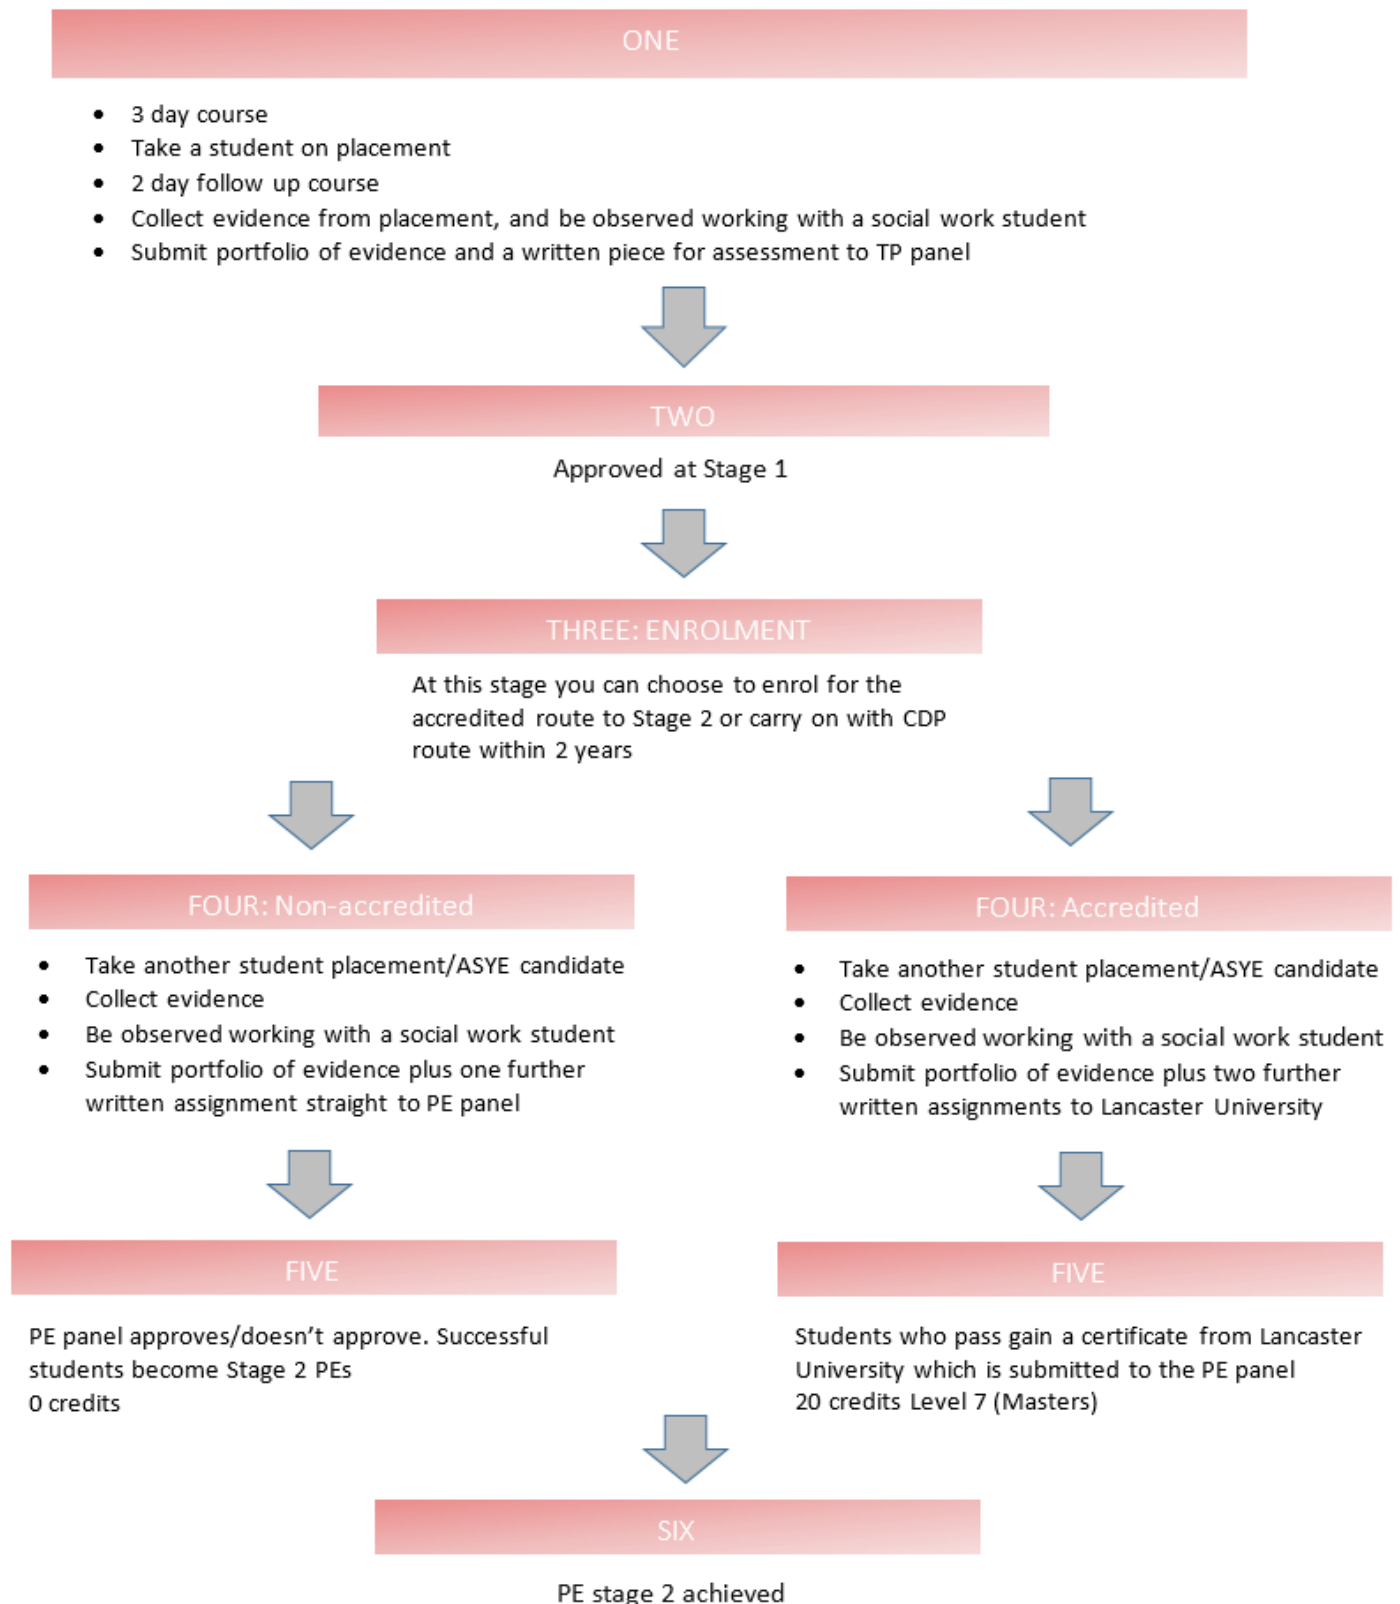 ONE
• 3 day course
• Take a student on placement
• 2 day follow up course
• Collect evidence from placement, and be observed working with a social work student
• Submit portfolio of evidence and a written piece for assessment to TP panel
TWO
Approved at Stage 1
THREE: ENROLMENT
At this stage you can choose to enrol for the
accredited route to Stage 2 or carry on with CDP
route within 2 years
FOUR: Non-accredited
• Take another student placement/ASYE candidate
• Collect evidence
• Be observed working with a social work student
• Submit portfolio of evidence plus one further
written assignment straight to PE panel
FOUR: Accredited
• Take another student placement/ASYE candidate
• Collect evidence
• Be observed working with a social work student
• Submit portfolio of evidence plus two further
written assignments to Lancaster University
FIVE
PE panel approves/doesn't approve. Successful
students become Stage 2 PEs
0 credits
FIVE
Students who pass gain a certificate from Lancaster
University which is submitted to the PE panel
20 credits Level 7 (Masters)
SIX
PE stage 2 achieved